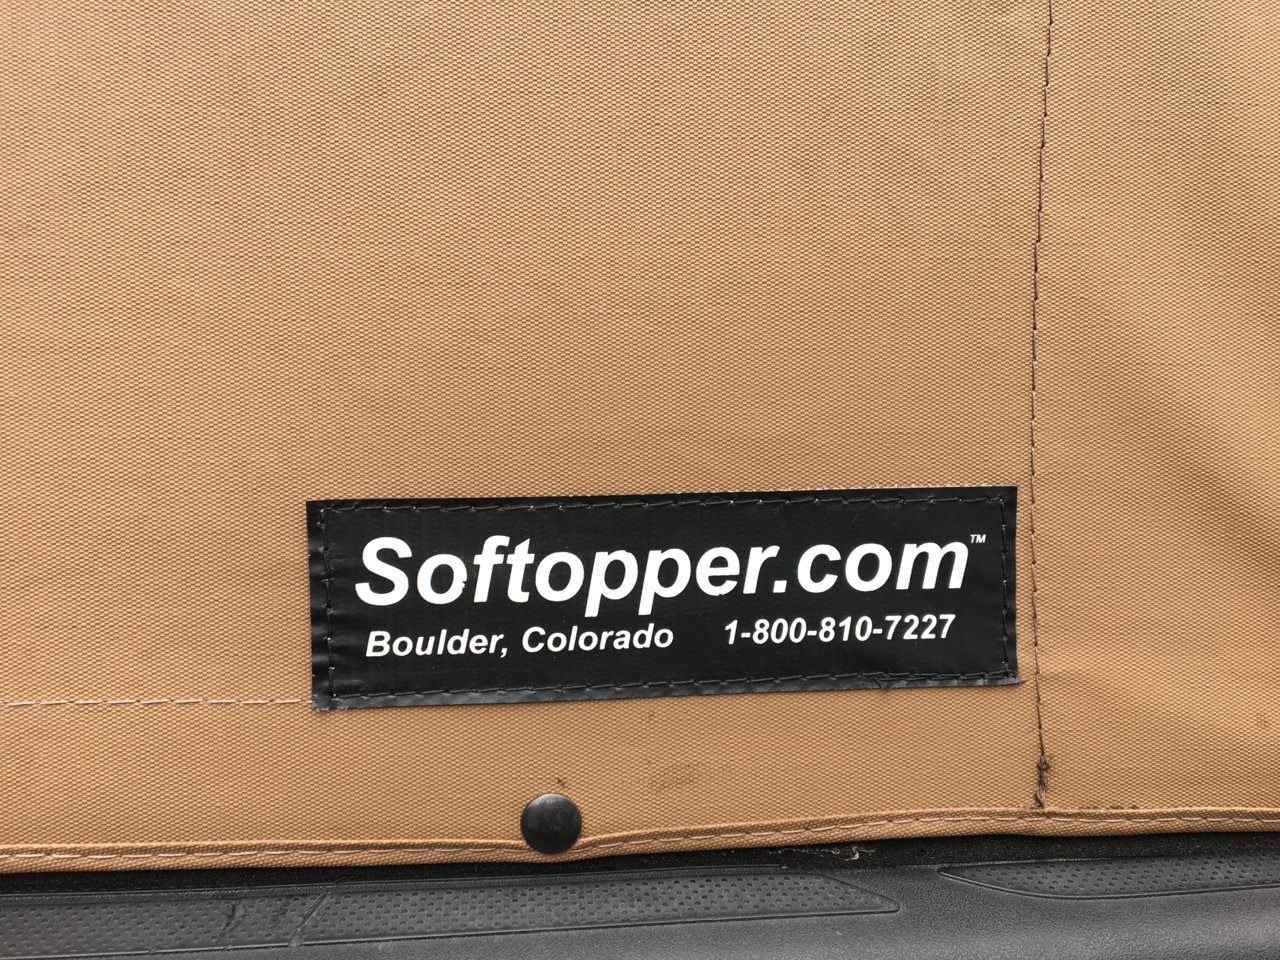 Softopper.com™
Boulder, Colorado 1-800-810-7227